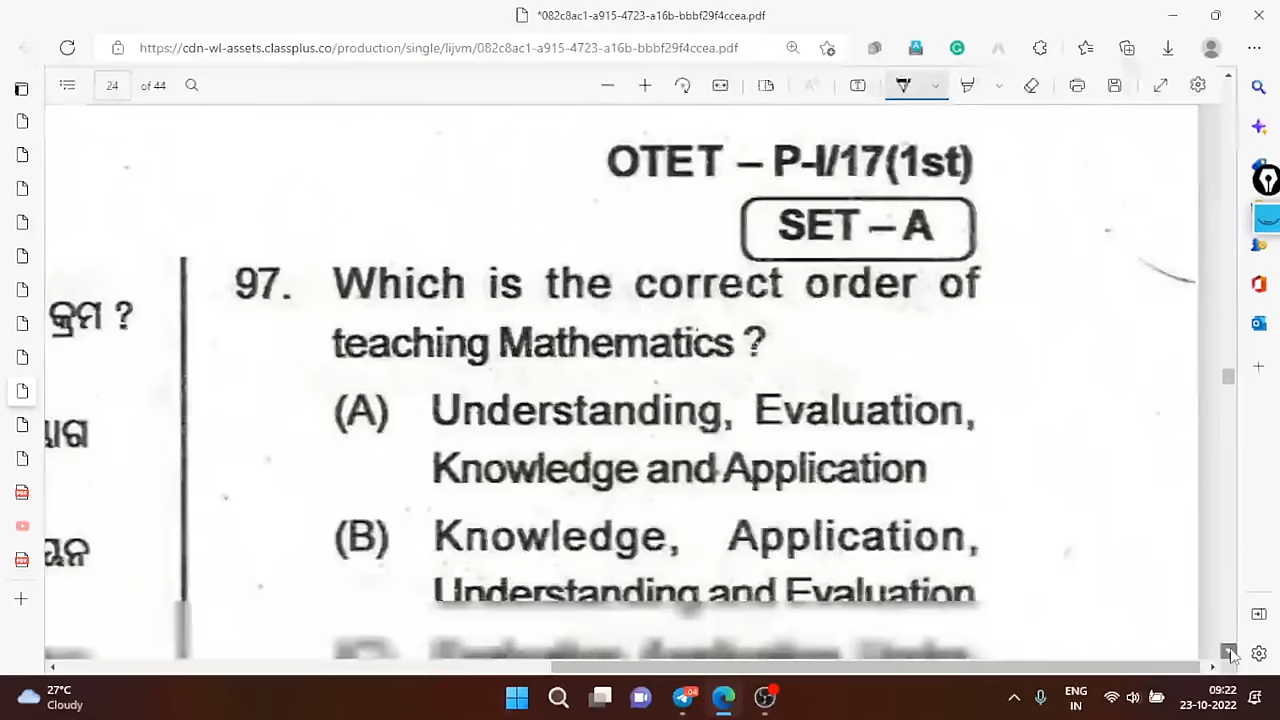 *082c8ac1-a915-4723-a16b-bbbf29f4ccea.pdf
https://cdn-wl-assets.classplus.co/production/single/lijvm/082c8ac1-a915-4723-a16b-bbbf29f4ccea.pdf
24 of 44
OTET – P-I/17(1st)
SET – A
କ୍ରମ ?
97. Which is the correct order of
teaching Mathematics ?
(A) Understanding, Evaluation,
Knowledge and Application
(B) Knowledge, Application,
Understanding and Evaluation
04
27°C
Cloudy
ENG
IN
09:22
23-10-2022